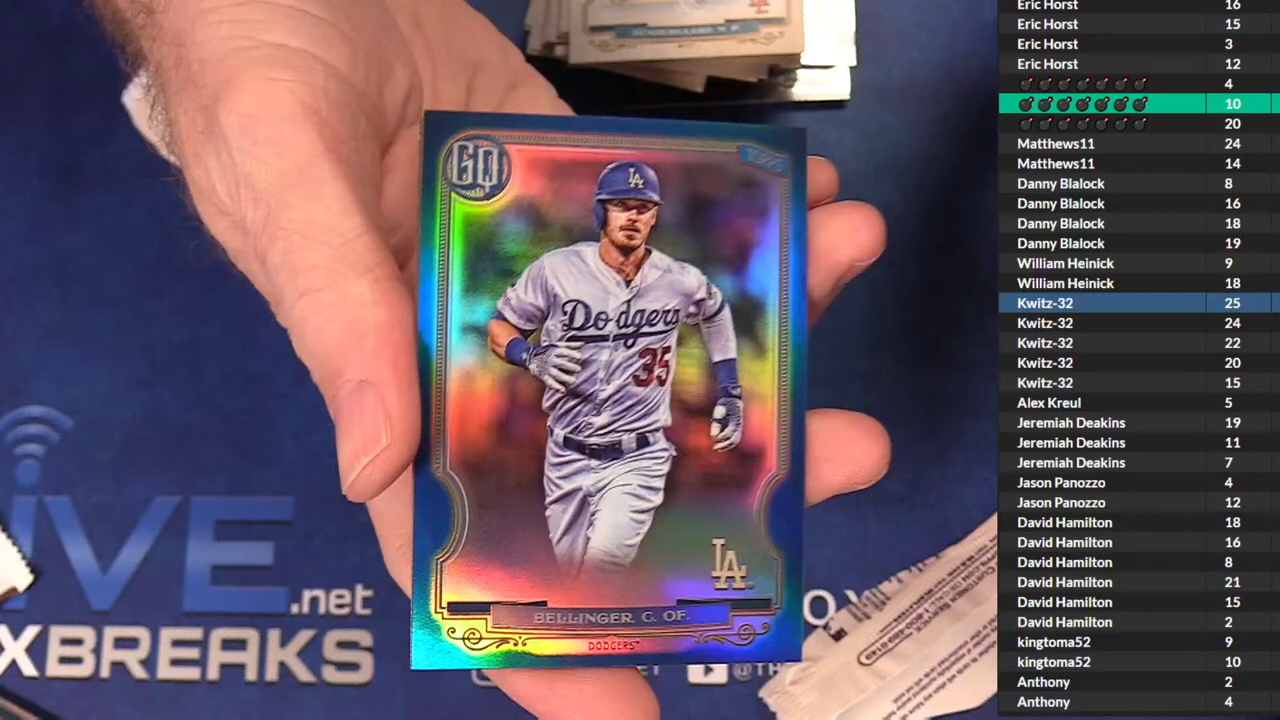 GQ
TOPPS
LA
Dodgers
35
LA
BELLINGER, C. OF.
DODGERS
IVE.net
XBREAKS
Eric Horst 16
Eric Horst 15
Eric Horst 3
Eric Horst 12
4
10
20
Matthews11 24
Matthews11 14
Danny Blalock 8
Danny Blalock 16
Danny Blalock 18
Danny Blalock 19
William Heinick 9
William Heinick 18
Kwitz-32 25
Kwitz-32 24
Kwitz-32 22
Kwitz-32 20
Kwitz-32 15
Alex Kreul 5
Jeremiah Deakins 19
Jeremiah Deakins 11
Jeremiah Deakins 7
Jason Panozzo 4
Jason Panozzo 12
David Hamilton 18
David Hamilton 16
David Hamilton 8
David Hamilton 21
David Hamilton 15
David Hamilton 2
kingtoma52 9
kingtoma52 10
Anthony 2
Anthony 4